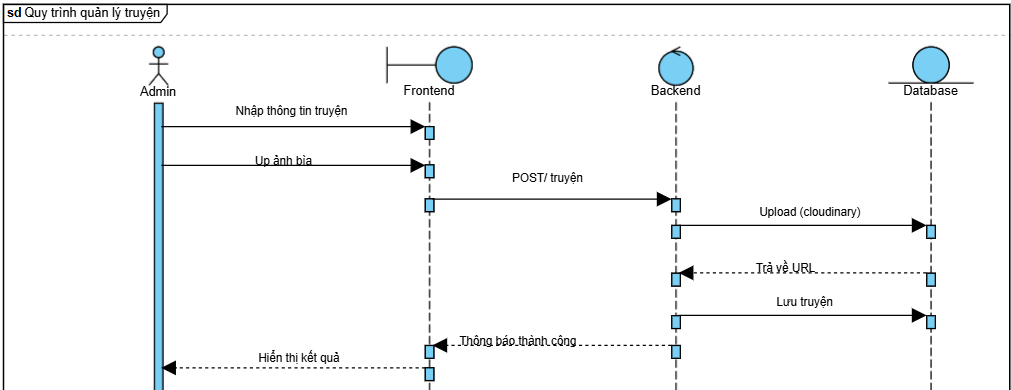 sd Quy trình quản lý truyện
Admin
Frontend
Backend
Database
Nhập thông tin truyện
Up ảnh bìa
POST/ truyện
Upload (cloudinary)
Trả về URL
Lưu truyện
Thông báo thành công
Hiển thị kết quả